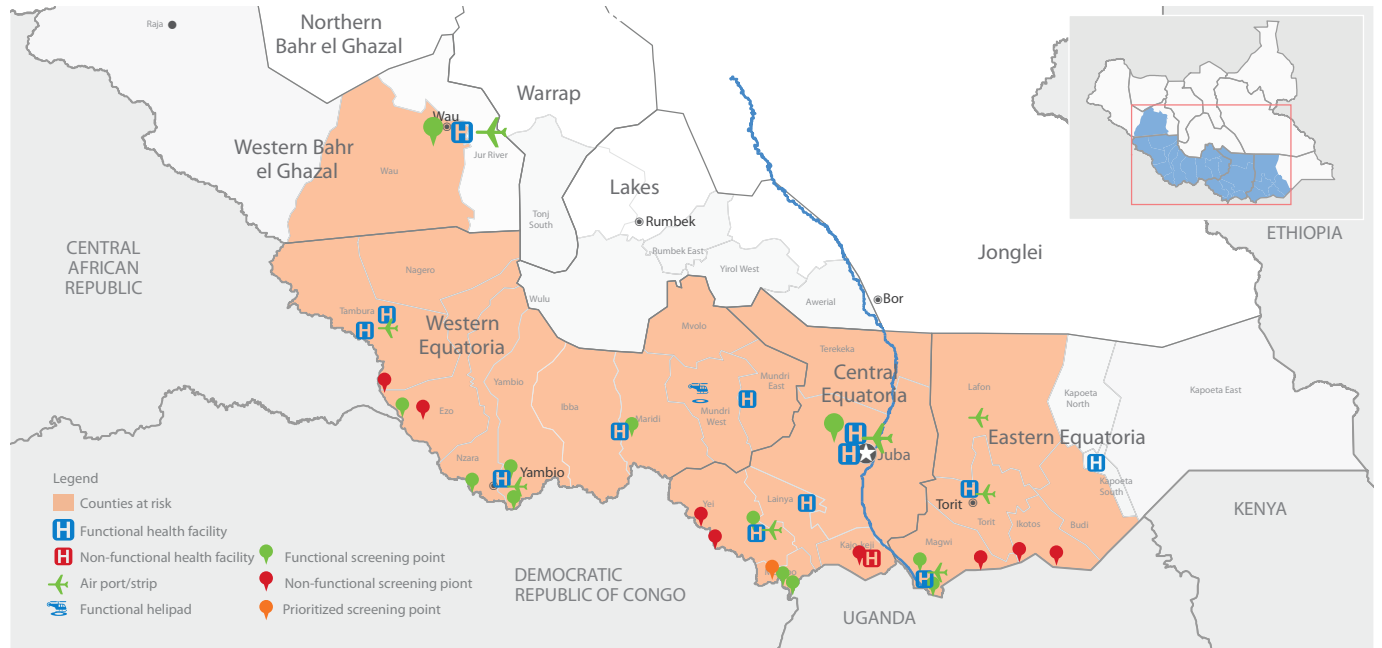 Raja
Northern
Bahr el Ghazal
Warrap
Wau
H
Jur River
Western Bahr
el Ghazal
Wau
Lakes
Rumbek
Tonj
South
Rumbek East
Yirol West
Jonglei
ETHIOPIA
CENTRAL
AFRICAN
REPUBLIC
Nagero
Wulu
Awerial
Bor
Tambura
H
H
Western
Equatoria
Mvolo
Terekeka
Central
Equatoria
Yambio
Mundri
East
Lafon
Kapoeta
North
Kapoeta East
Ezo
Ibba
H
Maridi
H
Mundri
West
H
H
Juba
Eastern Equatoria
Nzara
H
Yambio
H
Kapoeta
South
Legend
Counties at risk
H
Functional health facility
H
Non-functional health facility
Functional screening point
Air port/strip
Non-functional screening piont
Functional helipad
Prioritized screening point
Yei
Lainya
H
H
Kajo-keji
H
H
Torit
Torit
Ikotos
Budi
Magwi
H
KENYA
DEMOCRATIC
REPUBLIC OF CONGO
UGANDA